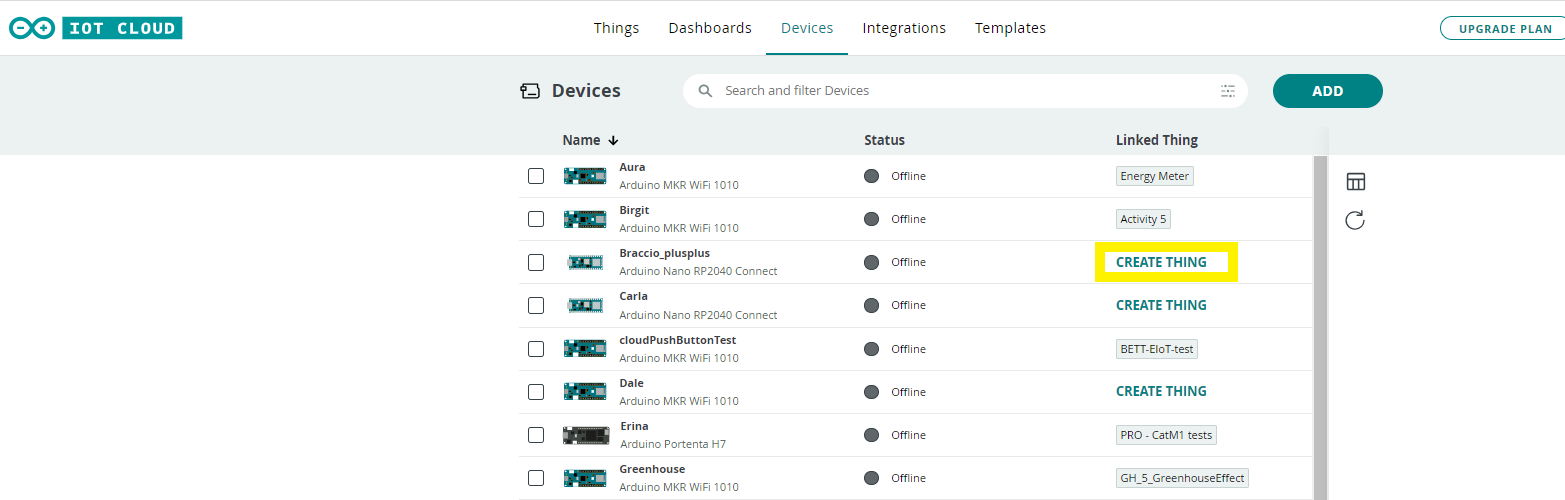 IOT CLOUD
Things Dashboards Devices Integrations Templates
UPGRADE PLAN
Devices
Search and filter Devices
ADD
Name Status Linked Thing
Aura
Arduino MKR WiFi 1010
Offline
Energy Meter
Birgit
Arduino MKR WiFi 1010
Offline
Activity 5
Braccio_plusplus
Arduino Nano RP2040 Connect
Offline
CREATE THING
Carla
Arduino Nano RP2040 Connect
Offline
CREATE THING
cloudPushButtonTest
Arduino MKR WiFi 1010
Offline
BETT-EIoT-test
Dale
Arduino MKR WiFi 1010
Offline
CREATE THING
Erina
Arduino Portenta H7
Offline
PRO - CatM1 tests
Greenhouse
Arduino MKR WiFi 1010
Offline
GH_5_GreenhouseEffect